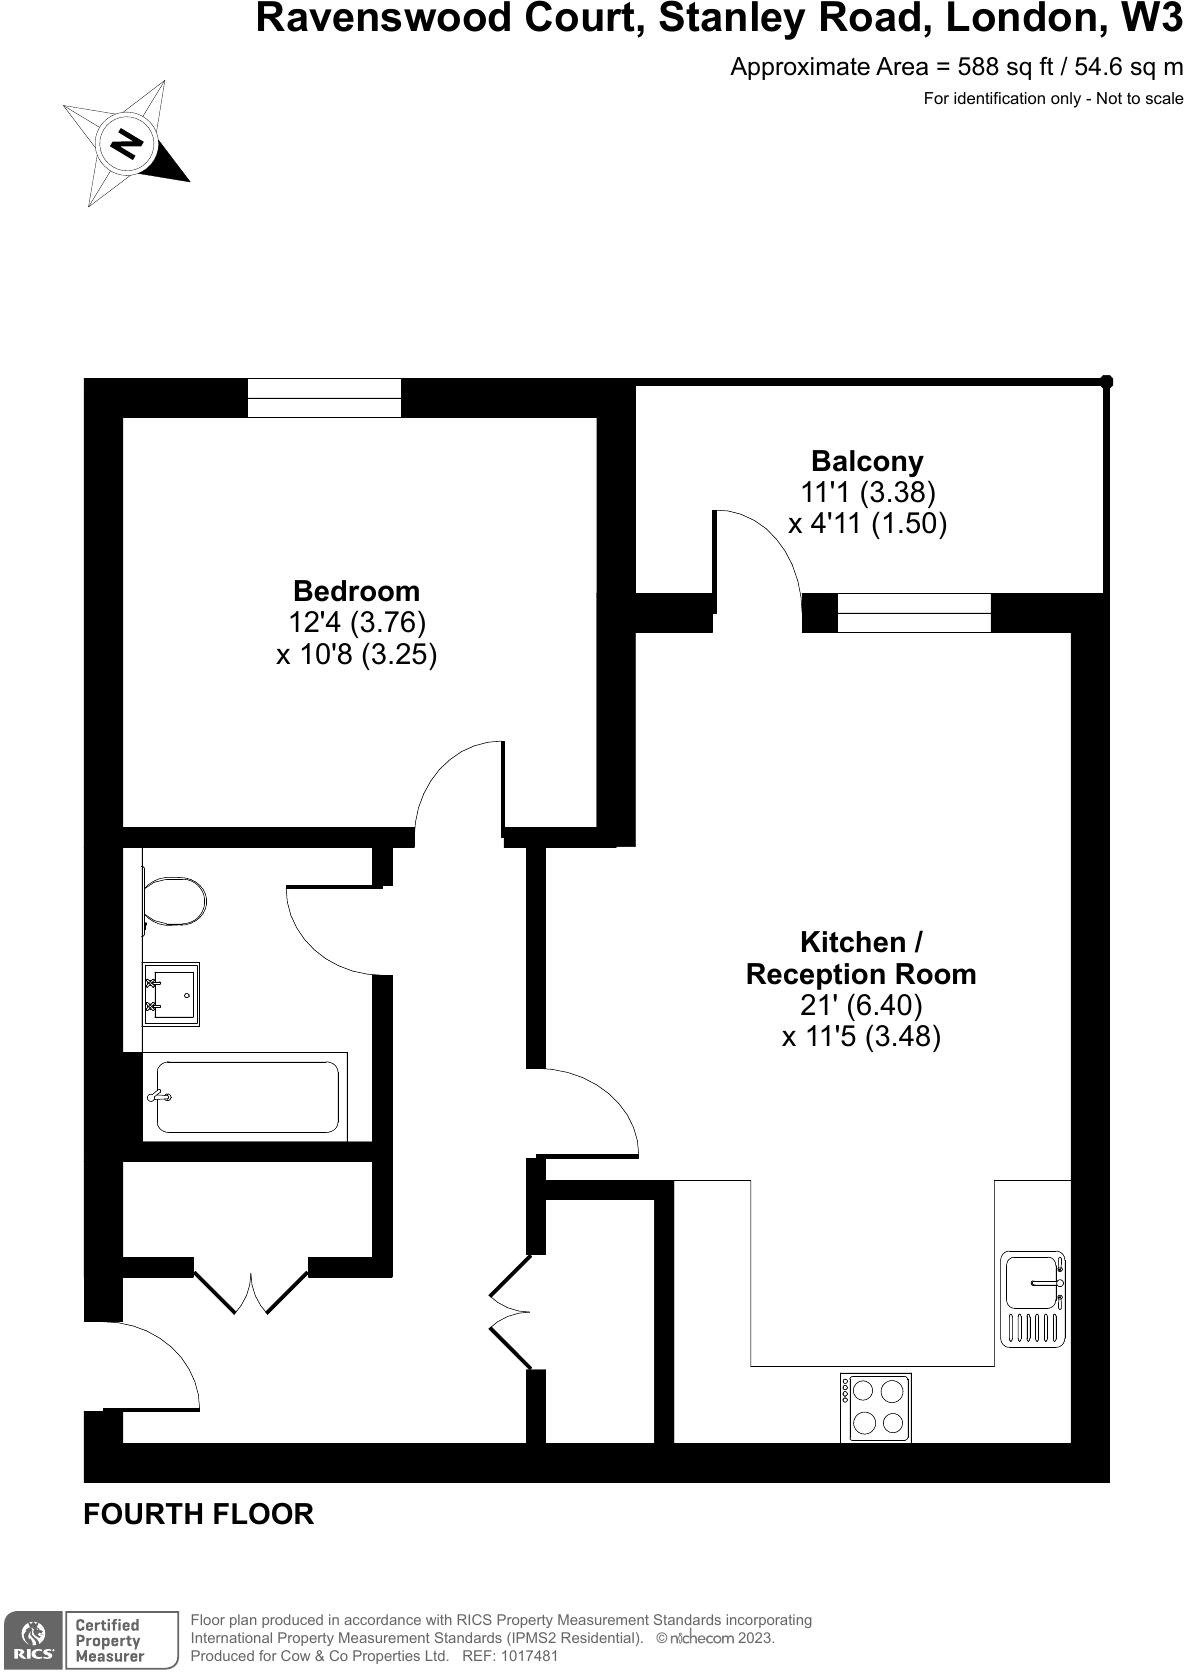 Ravenswood Court, Stanley Road, London, W3
Approximate Area = 588 sq ft / 54.6 sq m
For identification only - Not to scale
N
Balcony
11'1 (3.38)
x 4'11 (1.50)
Bedroom
12'4 (3.76)
x 10'8 (3.25)
Kitchen /
Reception Room
21' (6.40)
x 11'5 (3.48)
FOURTH FLOOR
RICS
Certified
Property
Measurer
Floor plan produced in accordance with RICS Property Measurement Standards incorporating
International Property Measurement Standards (IPMS2 Residential). © nichecom 2023.
Produced for Cow & Co Properties Ltd. REF: 1017481